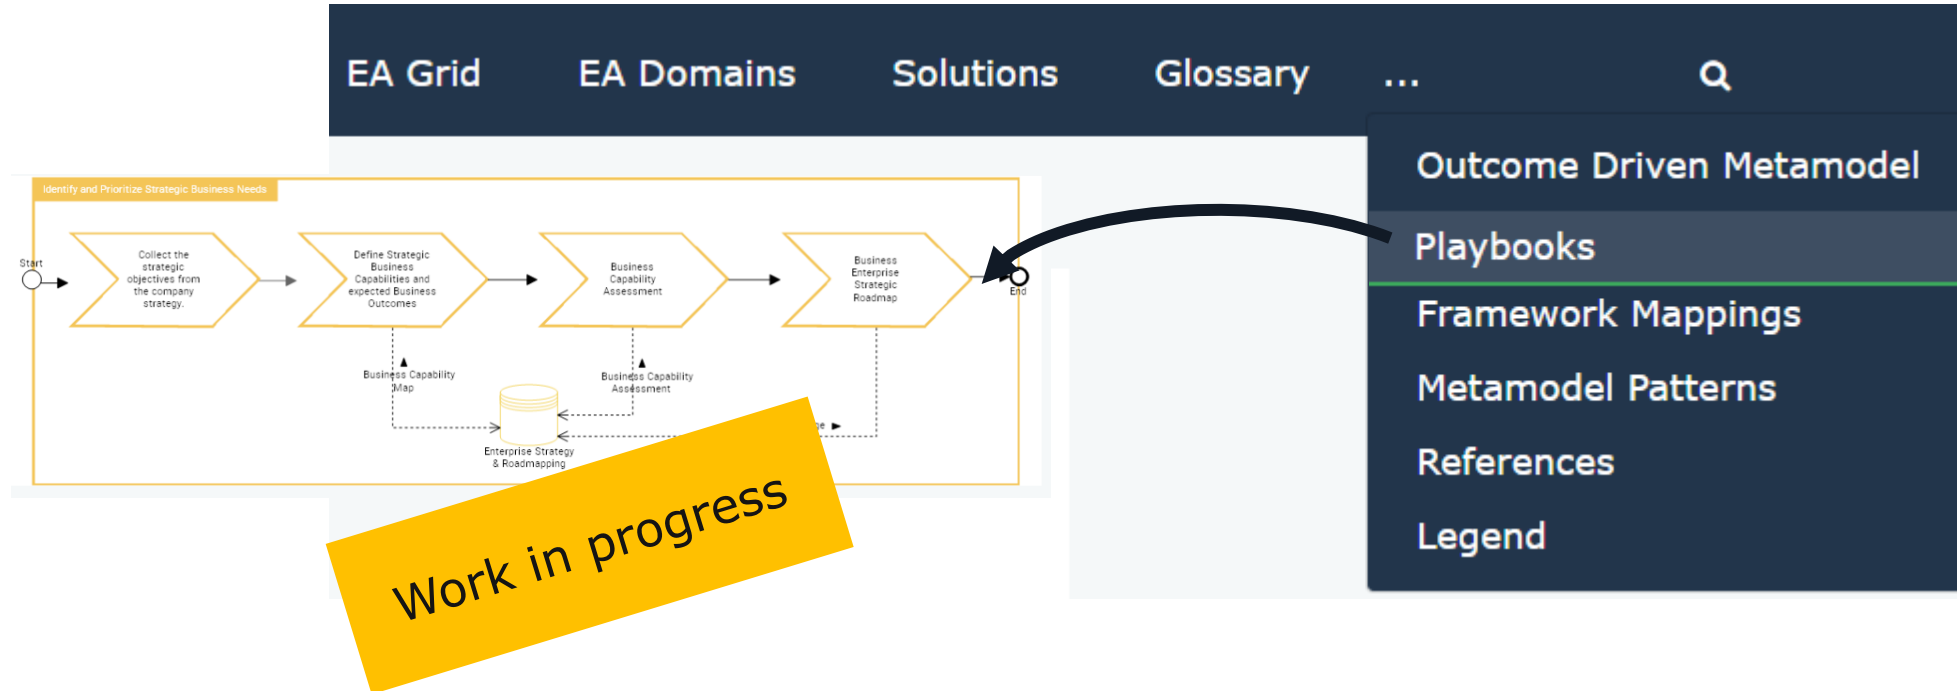 EA Grid
EA Domains
Solutions
Glossary
...
Outcome Driven Metamodel
Playbooks
Framework Mappings
Metamodel Patterns
References
Legend
Identify and Prioritize Strategic Business Needs
Start
Collect the
strategic
objectives from
the company
strategy.
Define Strategic
Business
Capabilities and
expected Business
Outcomes
Business
Capability
Assessment
Business
Enterprise
Strategic
Roadmap
End
Business Capability
Map
Business Capability
Assessment
Enterprise Strategy
& Roadmapping
Work in progress